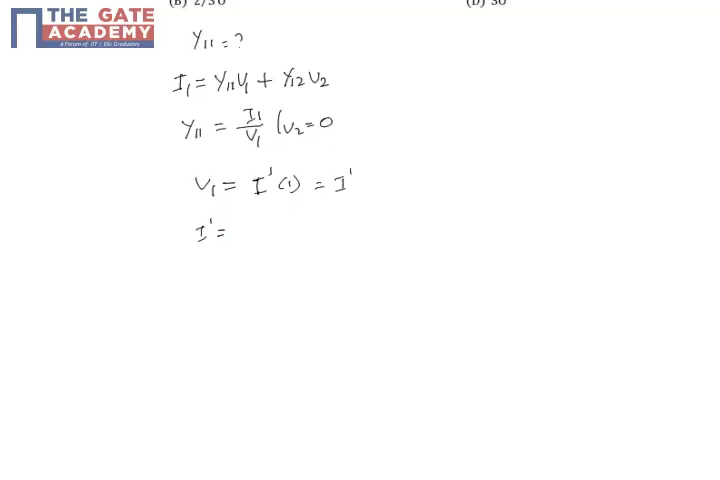 (B) 2/30
(D) 30
THE GATE ACADEMY
A Forum of IIT / IISc Graduates
Y11 = ?
I1 = Y11V1 + Y12V2
Y11 = I1/V1 (V2 = 0
V1 = I'(1) = I'
I' =